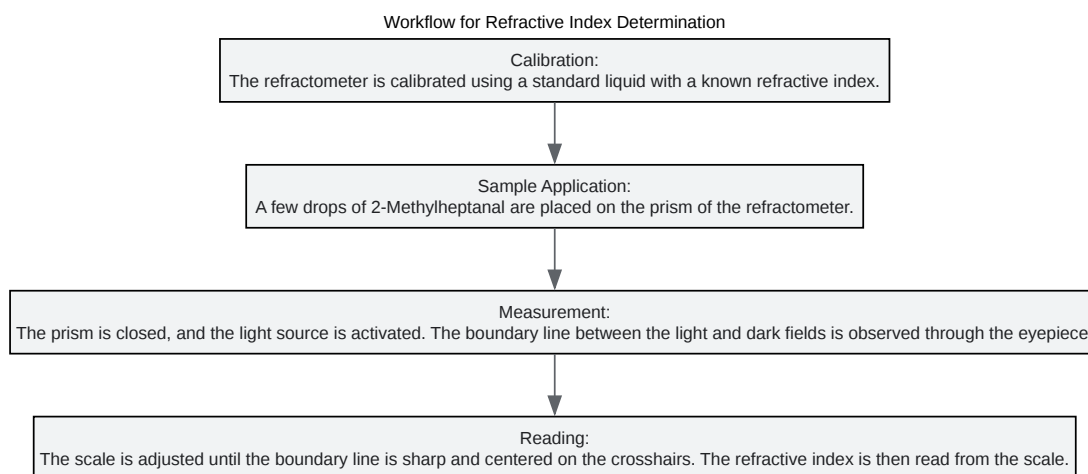 Workflow for Refractive Index Determination
Calibration:
The refractometer is calibrated using a standard liquid with a known refractive index.
Sample Application:
A few drops of 2-Methylheptanal are placed on the prism of the refractometer.
Measurement:
The prism is closed, and the light source is activated. The boundary line between the light and dark fields is observed through the eyepiece
Reading:
The scale is adjusted until the boundary line is sharp and centered on the crosshairs. The refractive index is then read from the scale.